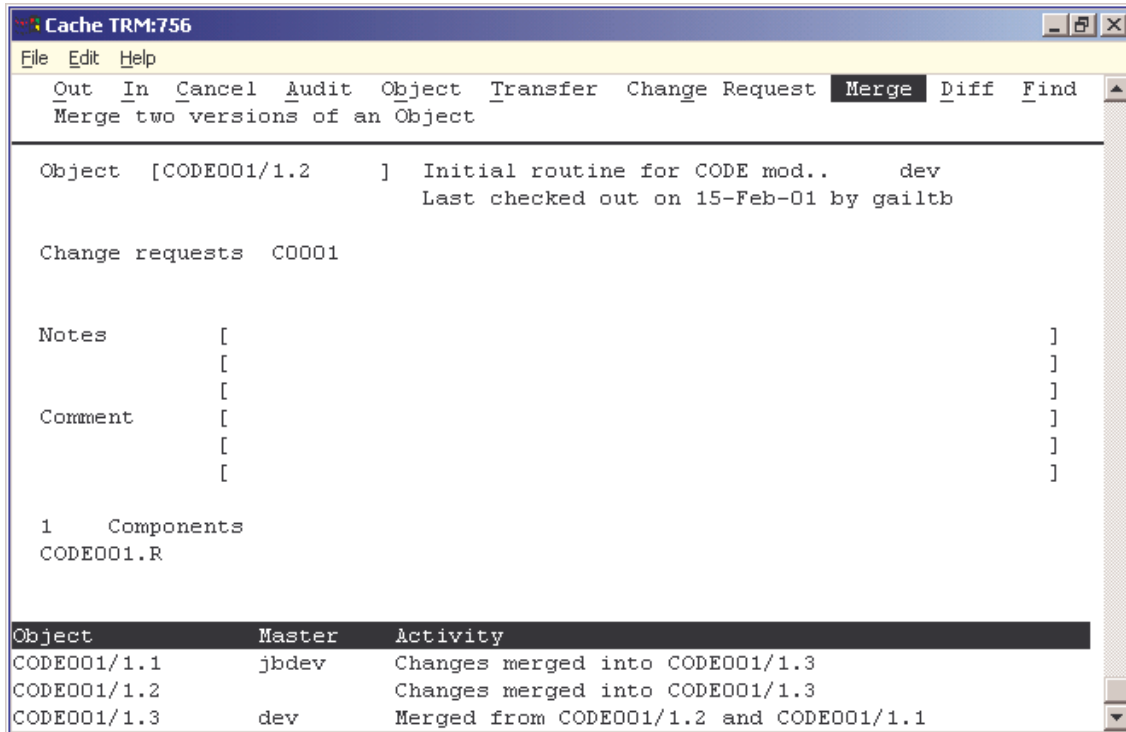 Cache TRM:756
File Edit Help
Out In Cancel Audit Object Transfer Change Request Merge Diff Find
Merge two versions of an Object
Object [CODE001/1.2 ] Initial routine for CODE mod.. dev
Last checked out on 15-Feb-01 by gailtb
Change requests C0001
Notes [ ]
[ ]
[ ]
Comment [ ]
[ ]
[ ]
1 Components
CODE001.R
Object Master Activity
CODE001/1.1 jbdev Changes merged into CODE001/1.3
CODE001/1.2 Changes merged into CODE001/1.3
CODE001/1.3 dev Merged from CODE001/1.2 and CODE001/1.1